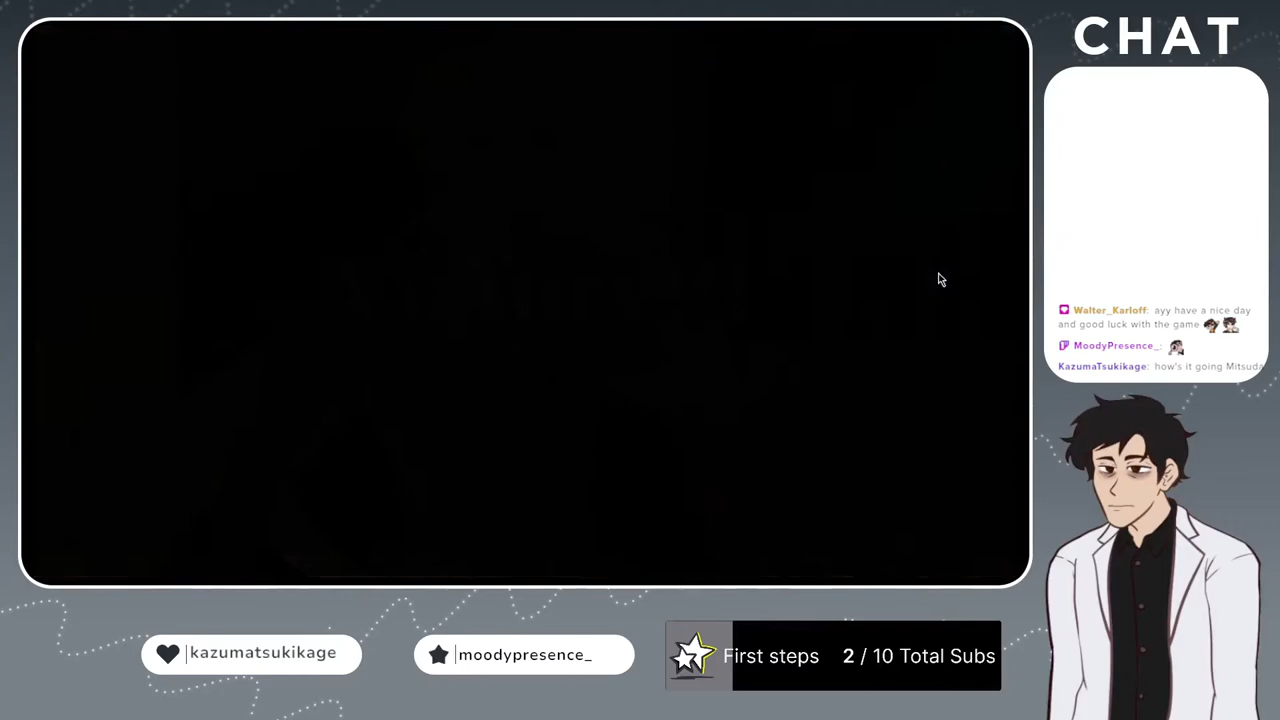 CHAT
Walter_Karloff: ayy have a nice day
and good luck with the game
MoodyPresence_:
KazumaTsukikage: how's it going Mitsuda
kazumatsukikage
moodypresence_
First steps 2 / 10 Total Subs